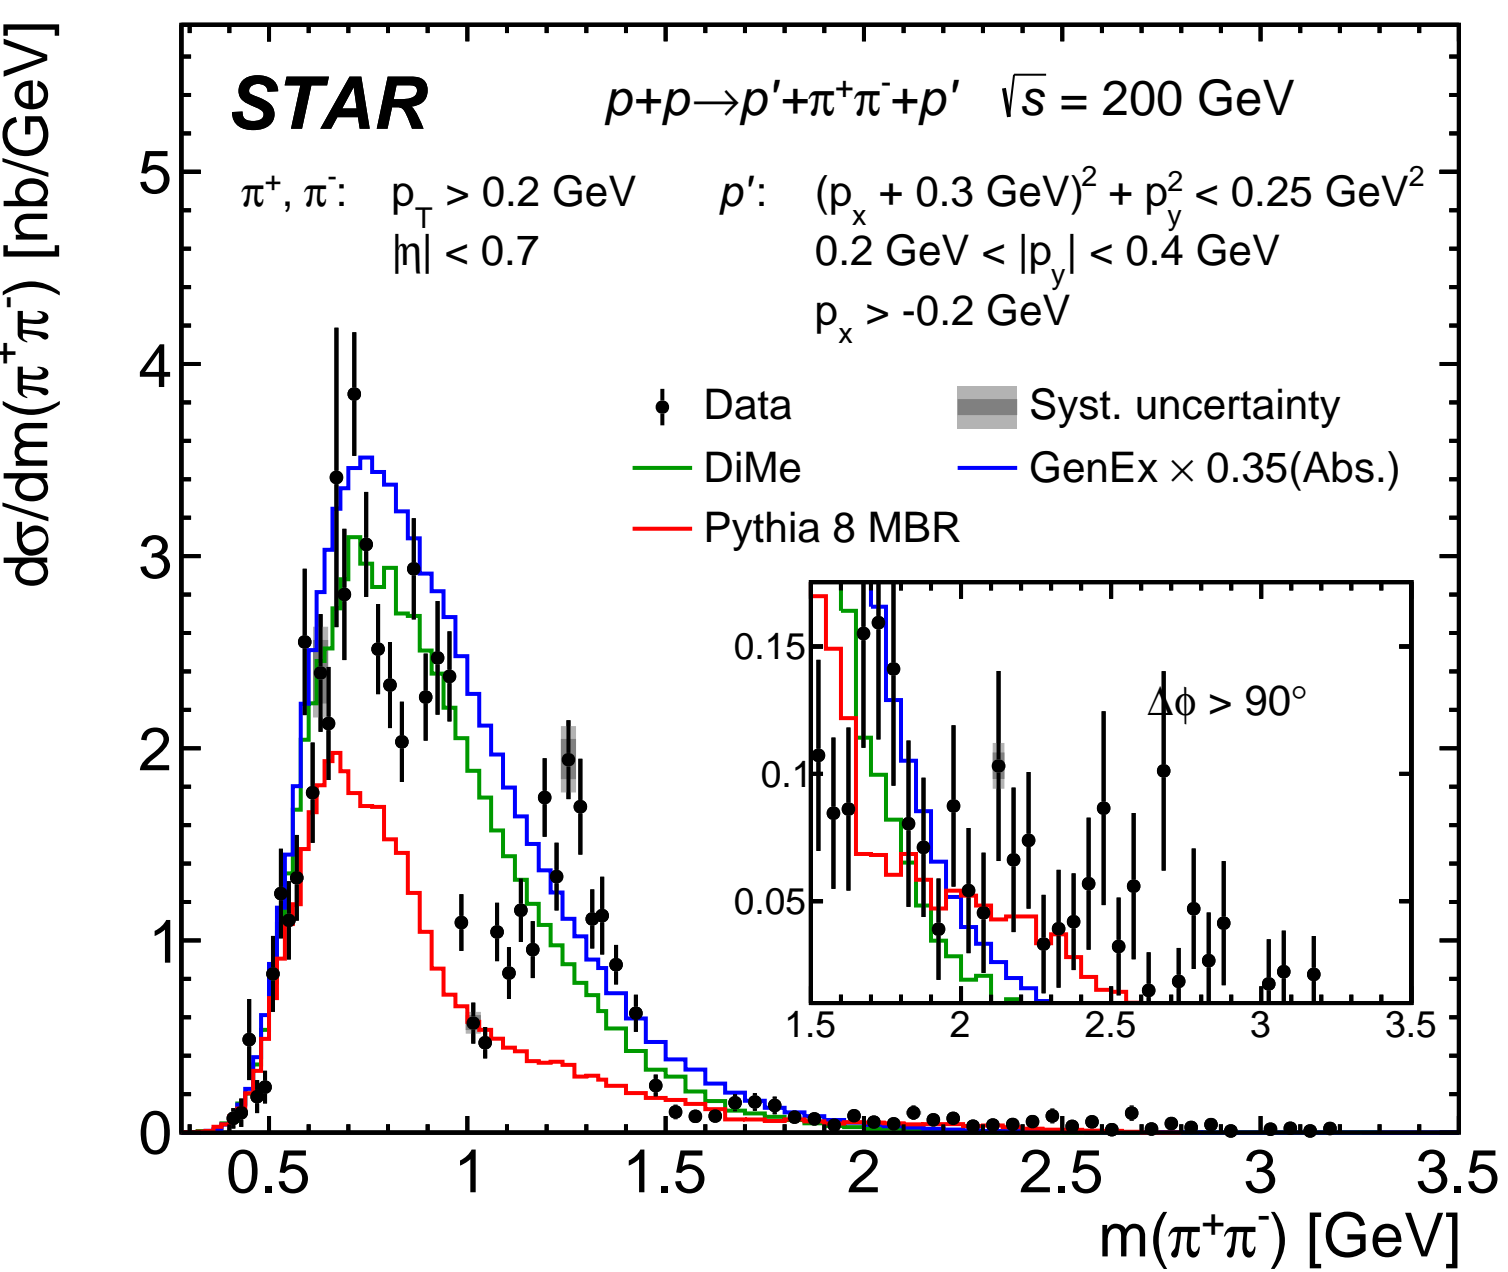 STAR p+p→p′+π⁺π⁻+p′ √s = 200 GeV
π⁺, π⁻: p_T > 0.2 GeV p′: (p_x + 0.3 GeV)² + p_y² < 0.25 GeV²
|η| < 0.7 0.2 GeV < |p_y| < 0.4 GeV
p_x > -0.2 GeV
Data Syst. uncertainty
DiMe GenEx × 0.35(Abs.)
Pythia 8 MBR
Δϕ > 90°
0.15
0.1
0.05
1.5 2 2.5 3 3.5
dσ/dm(π⁺π⁻) [nb/GeV]
5
4
3
2
1
0
0.5 1 1.5 2 2.5 3 3.5
m(π⁺π⁻) [GeV]